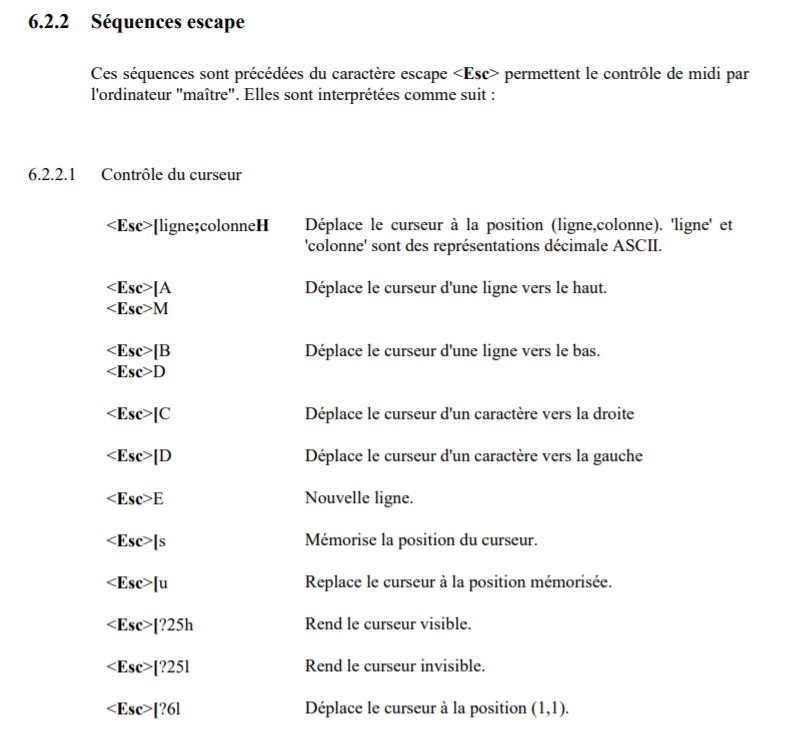 6.2.2 Séquences escape
Ces séquences sont précédées du caractère escape <Esc> permettent le contrôle de midi par
l'ordinateur "maître". Elles sont interprétées comme suit :
6.2.2.1 Contrôle du curseur
<Esc>[ligne;colonneH Déplace le curseur à la position (ligne,colonne). 'ligne' et
'colonne' sont des représentations décimale ASCII.
<Esc>[A Déplace le curseur d'une ligne vers le haut.
<Esc>M
<Esc>[B Déplace le curseur d'une ligne vers le bas.
<Esc>D
<Esc>[C Déplace le curseur d'un caractère vers la droite
<Esc>[D Déplace le curseur d'un caractère vers la gauche
<Esc>E Nouvelle ligne.
<Esc>[s Mémorise la position du curseur.
<Esc>[u Replace le curseur à la position mémorisée.
<Esc>[?25h Rend le curseur visible.
<Esc>[?25l Rend le curseur invisible.
<Esc>[?6l Déplace le curseur à la position (1,1).